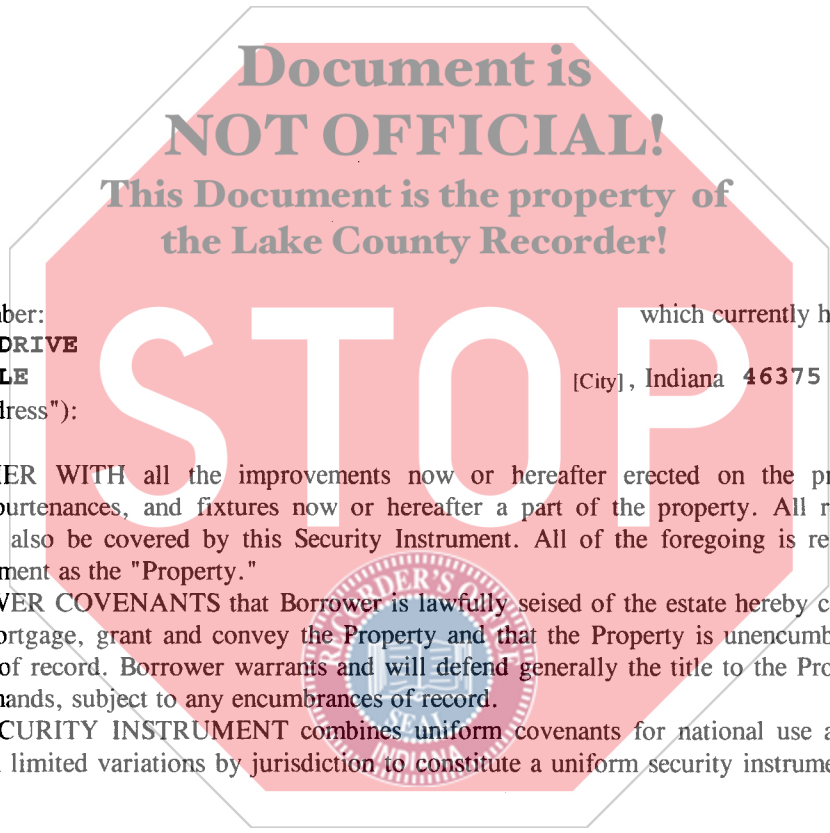 Document is
NOT OFFICIAL!
This Document is the property of
the Lake County Recorder!
ber: which currently h
DRIVE
LE [City], Indiana 46375
dress"):
STOP
ER WITH all the improvements now or hereafter erected on the pr
purtenances, and fixtures now or hereafter a part of the property. All r
also be covered by this Security Instrument. All of the foregoing is re
ment as the "Property."
WER COVENANTS that Borrower is lawfully seised of the estate hereby c
ortgage, grant and convey the Property and that the Property is unencumb
of record. Borrower warrants and will defend generally the title to the Pro
nands, subject to any encumbrances of record.
CURITY INSTRUMENT combines uniform covenants for national use a
limited variations by jurisdiction to constitute a uniform security instrume
RECORDER'S OFFICE
SEAL
INDIANA